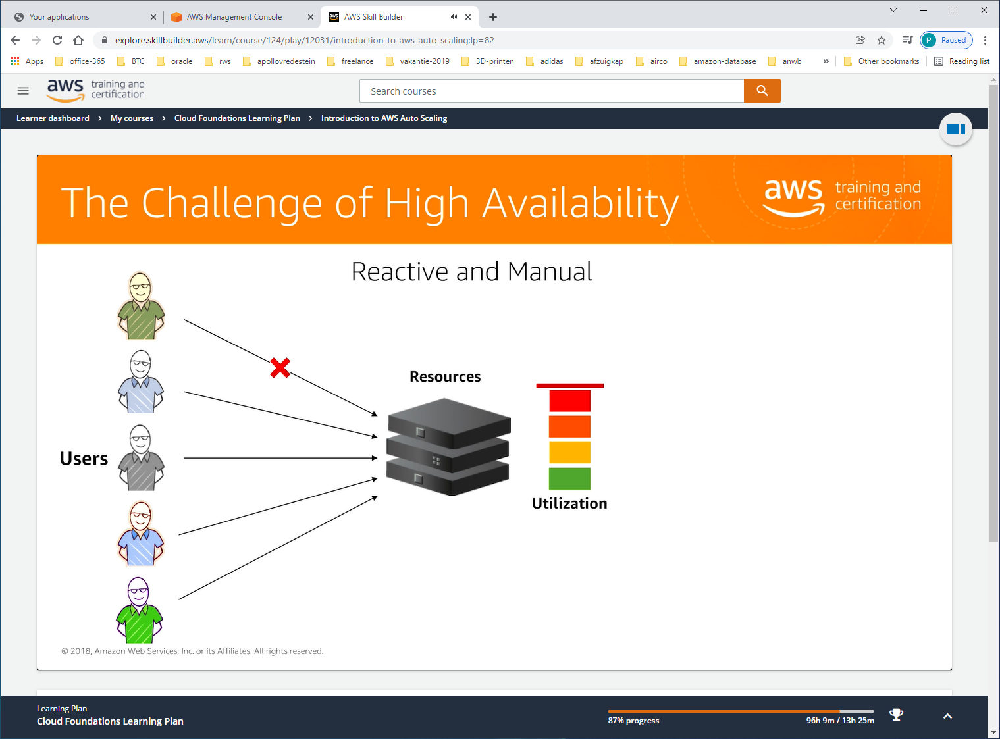 Your applications
AWS Management Console
aws
AWS Skill Builder
explore.skillbuilder.aws/learn/course/124/play/12031/introduction-to-aws-auto-scaling;lp=82
P Paused
Apps office-365 BTC oracle rws apollovredestein freelance vakantie-2019 3D-printen adidas afzuigkap airco amazon-database anwb » Other bookmarks Reading list
aws training and
certification
Search courses
Learner dashboard > My courses > Cloud Foundations Learning Plan > Introduction to AWS Auto Scaling
The Challenge of High Availability
aws training and
certification
Reactive and Manual
Resources
Users
Utilization
© 2018, Amazon Web Services, Inc. or its Affiliates. All rights reserved.
Learning Plan
Cloud Foundations Learning Plan
87% progress
96h 9m / 13h 25m